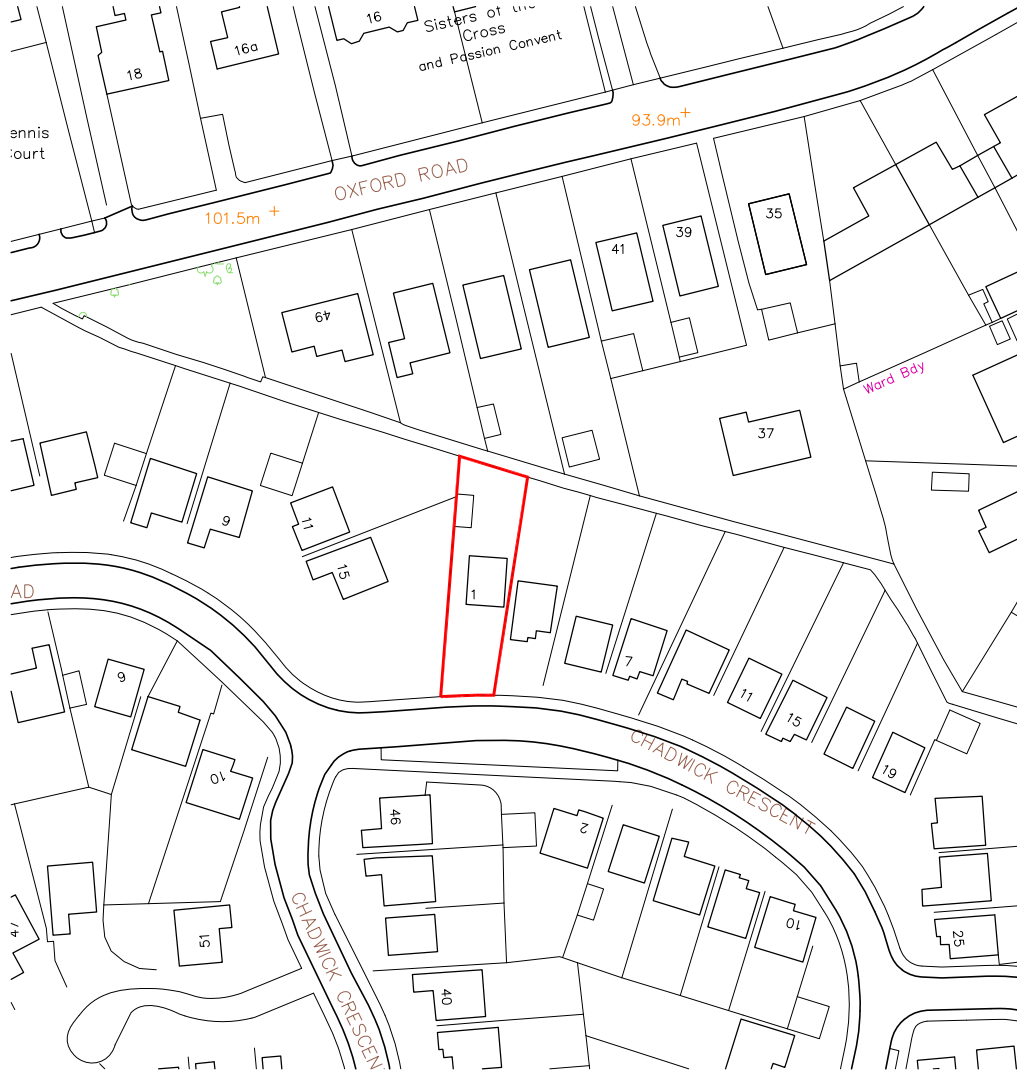 16
Sisters of the
Cross
and Passion Convent
16a
18
ennis
Court
93.9m
OXFORD ROAD
101.5m
35
39
41
49
37
Ward Bdy
9
11
15
1
AD
7
11
15
19
9
10
CHADWICK CRESCENT
46
2
10
51
47
25
40
CHADWICK CRESCENT